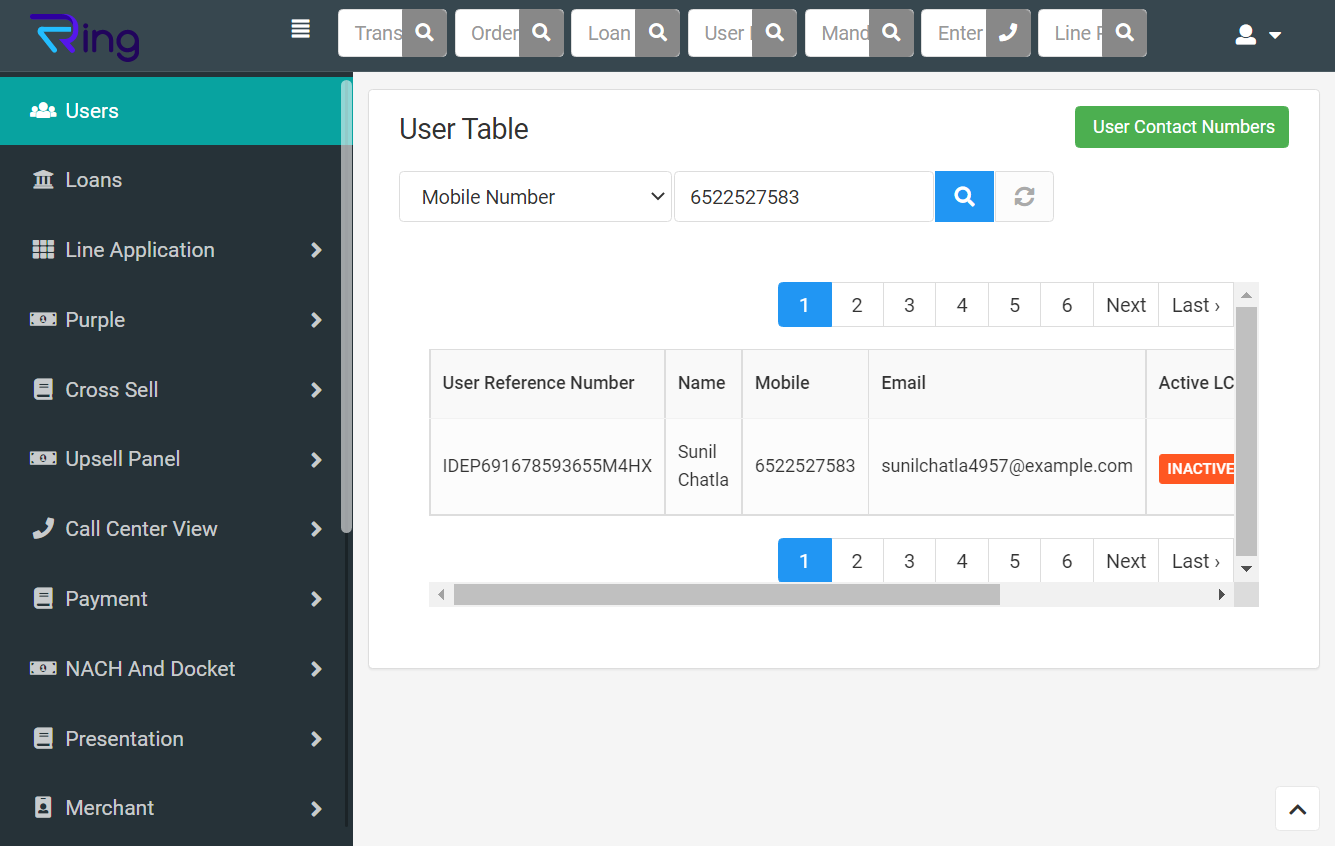 Ring
Trans
Order
Loan
User
Mand
Enter
Line
Users
Loans
Line Application
Purple
Cross Sell
Upsell Panel
Call Center View
Payment
NACH And Docket
Presentation
Merchant
User Table
User Contact Numbers
Mobile Number
6522527583
1 2 3 4 5 6 Next Last ›
User Reference Number Name Mobile Email Active LC
IDEP691678593655M4HX Sunil Chatla 6522527583 sunilchatla4957@example.com INACTIVE
1 2 3 4 5 6 Next Last ›